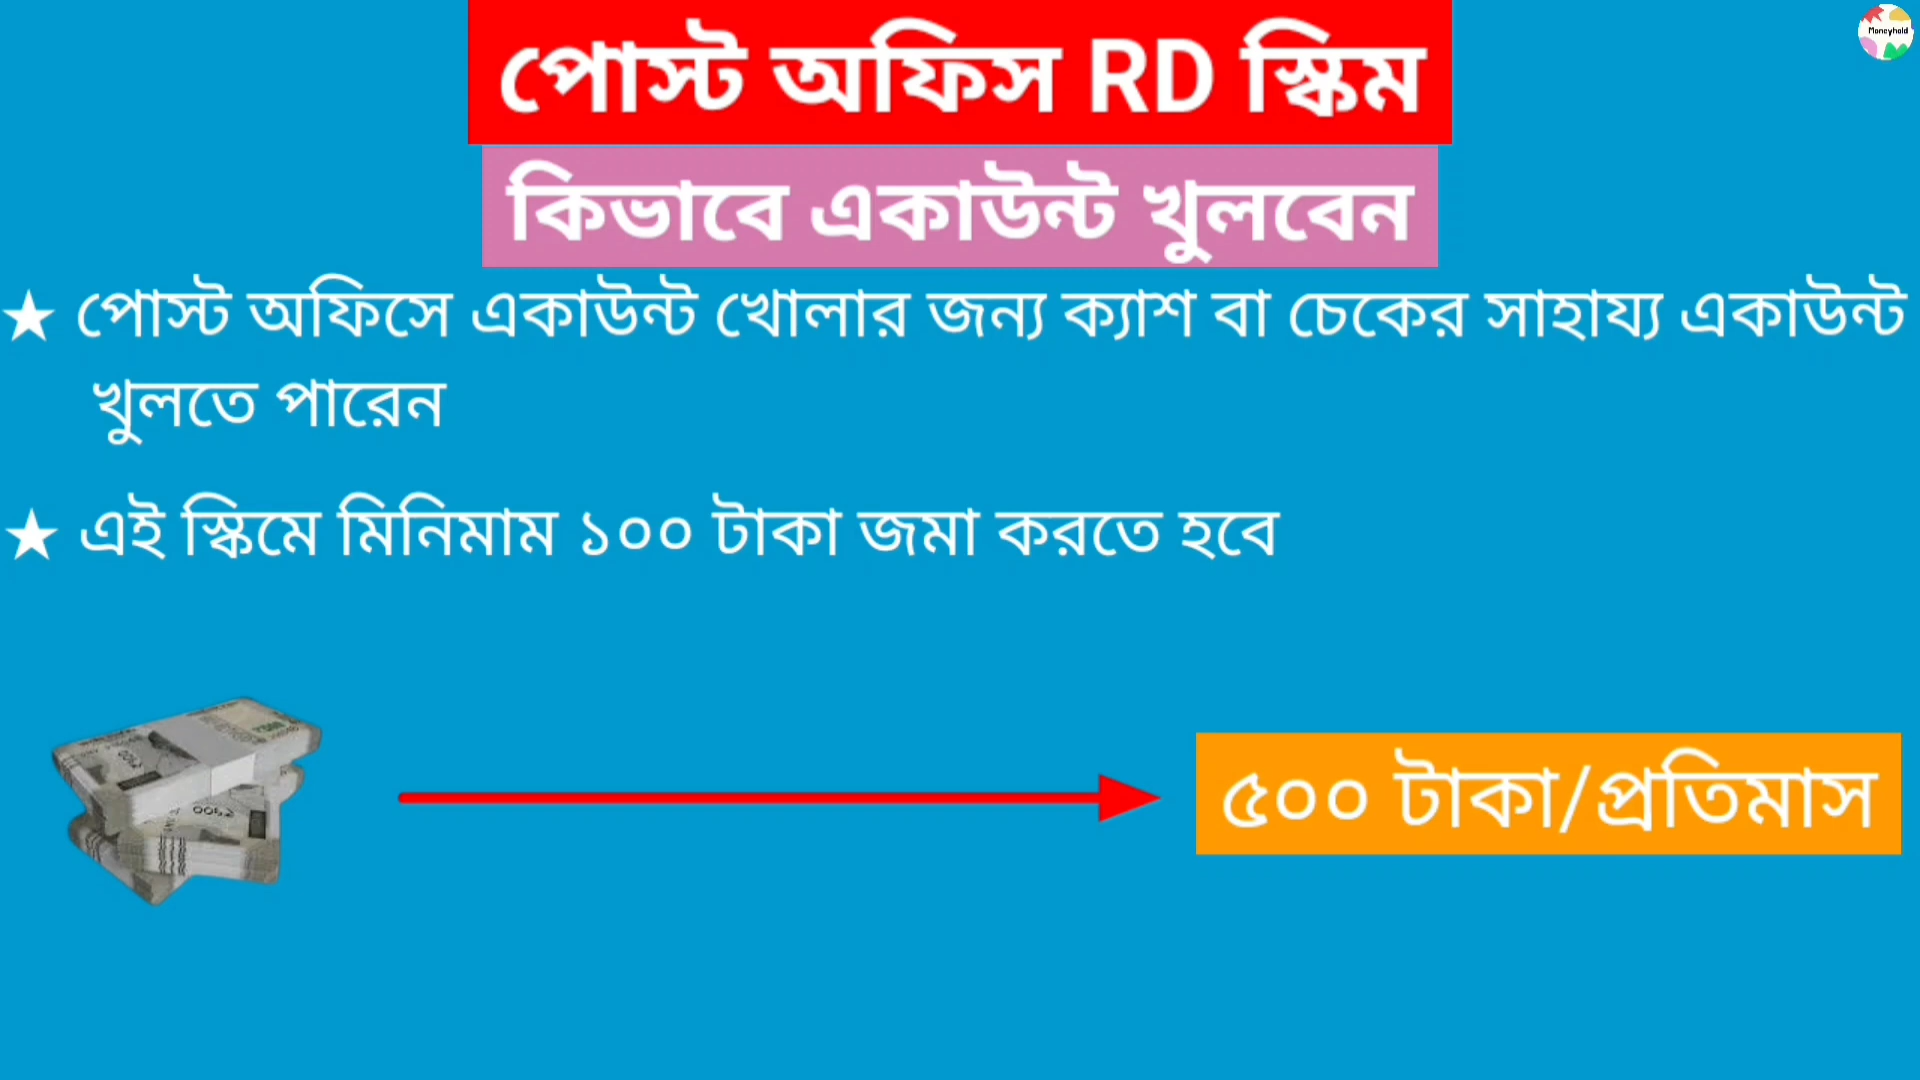 Moneyhold
পোস্ট অফিস RD স্কিম
কিভাবে একাউন্ট খুলবেন
★ পোস্ট অফিসে একাউন্ট খোলার জন্য ক্যাশ বা চেকের সাহায্য একাউন্ট
খুলতে পারেন
★ এই স্কিমে মিনিমাম ১০০ টাকা জমা করতে হবে
৫০০ টাকা/প্রতিমাস